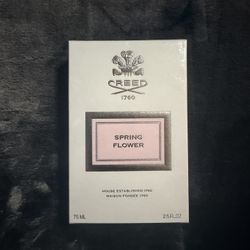 CREED
1760
SPRING
FLOWER
HOUSE ESTABLISHED 1760
MAISON FONDÉE 1760
75 ML 2.5 FL.OZ